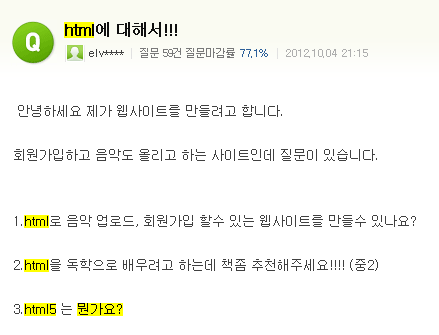 Q
html에 대해서!!!
elv**** 질문 59건 질문마감률 77.1% 2012.10.04 21:15
안녕하세요 제가 웹사이트를 만들려고 합니다.
회원가입하고 음악도 올리고 하는 사이트인데 질문이 있습니다.
1.html로 음악 업로드, 회원가입 할수 있는 웹사이트를 만들수 있나요?
2.html을 독학으로 배우려고 하는데 책좀 추천해주세요!!!! (중2)
3.html5 는 뭔가요?